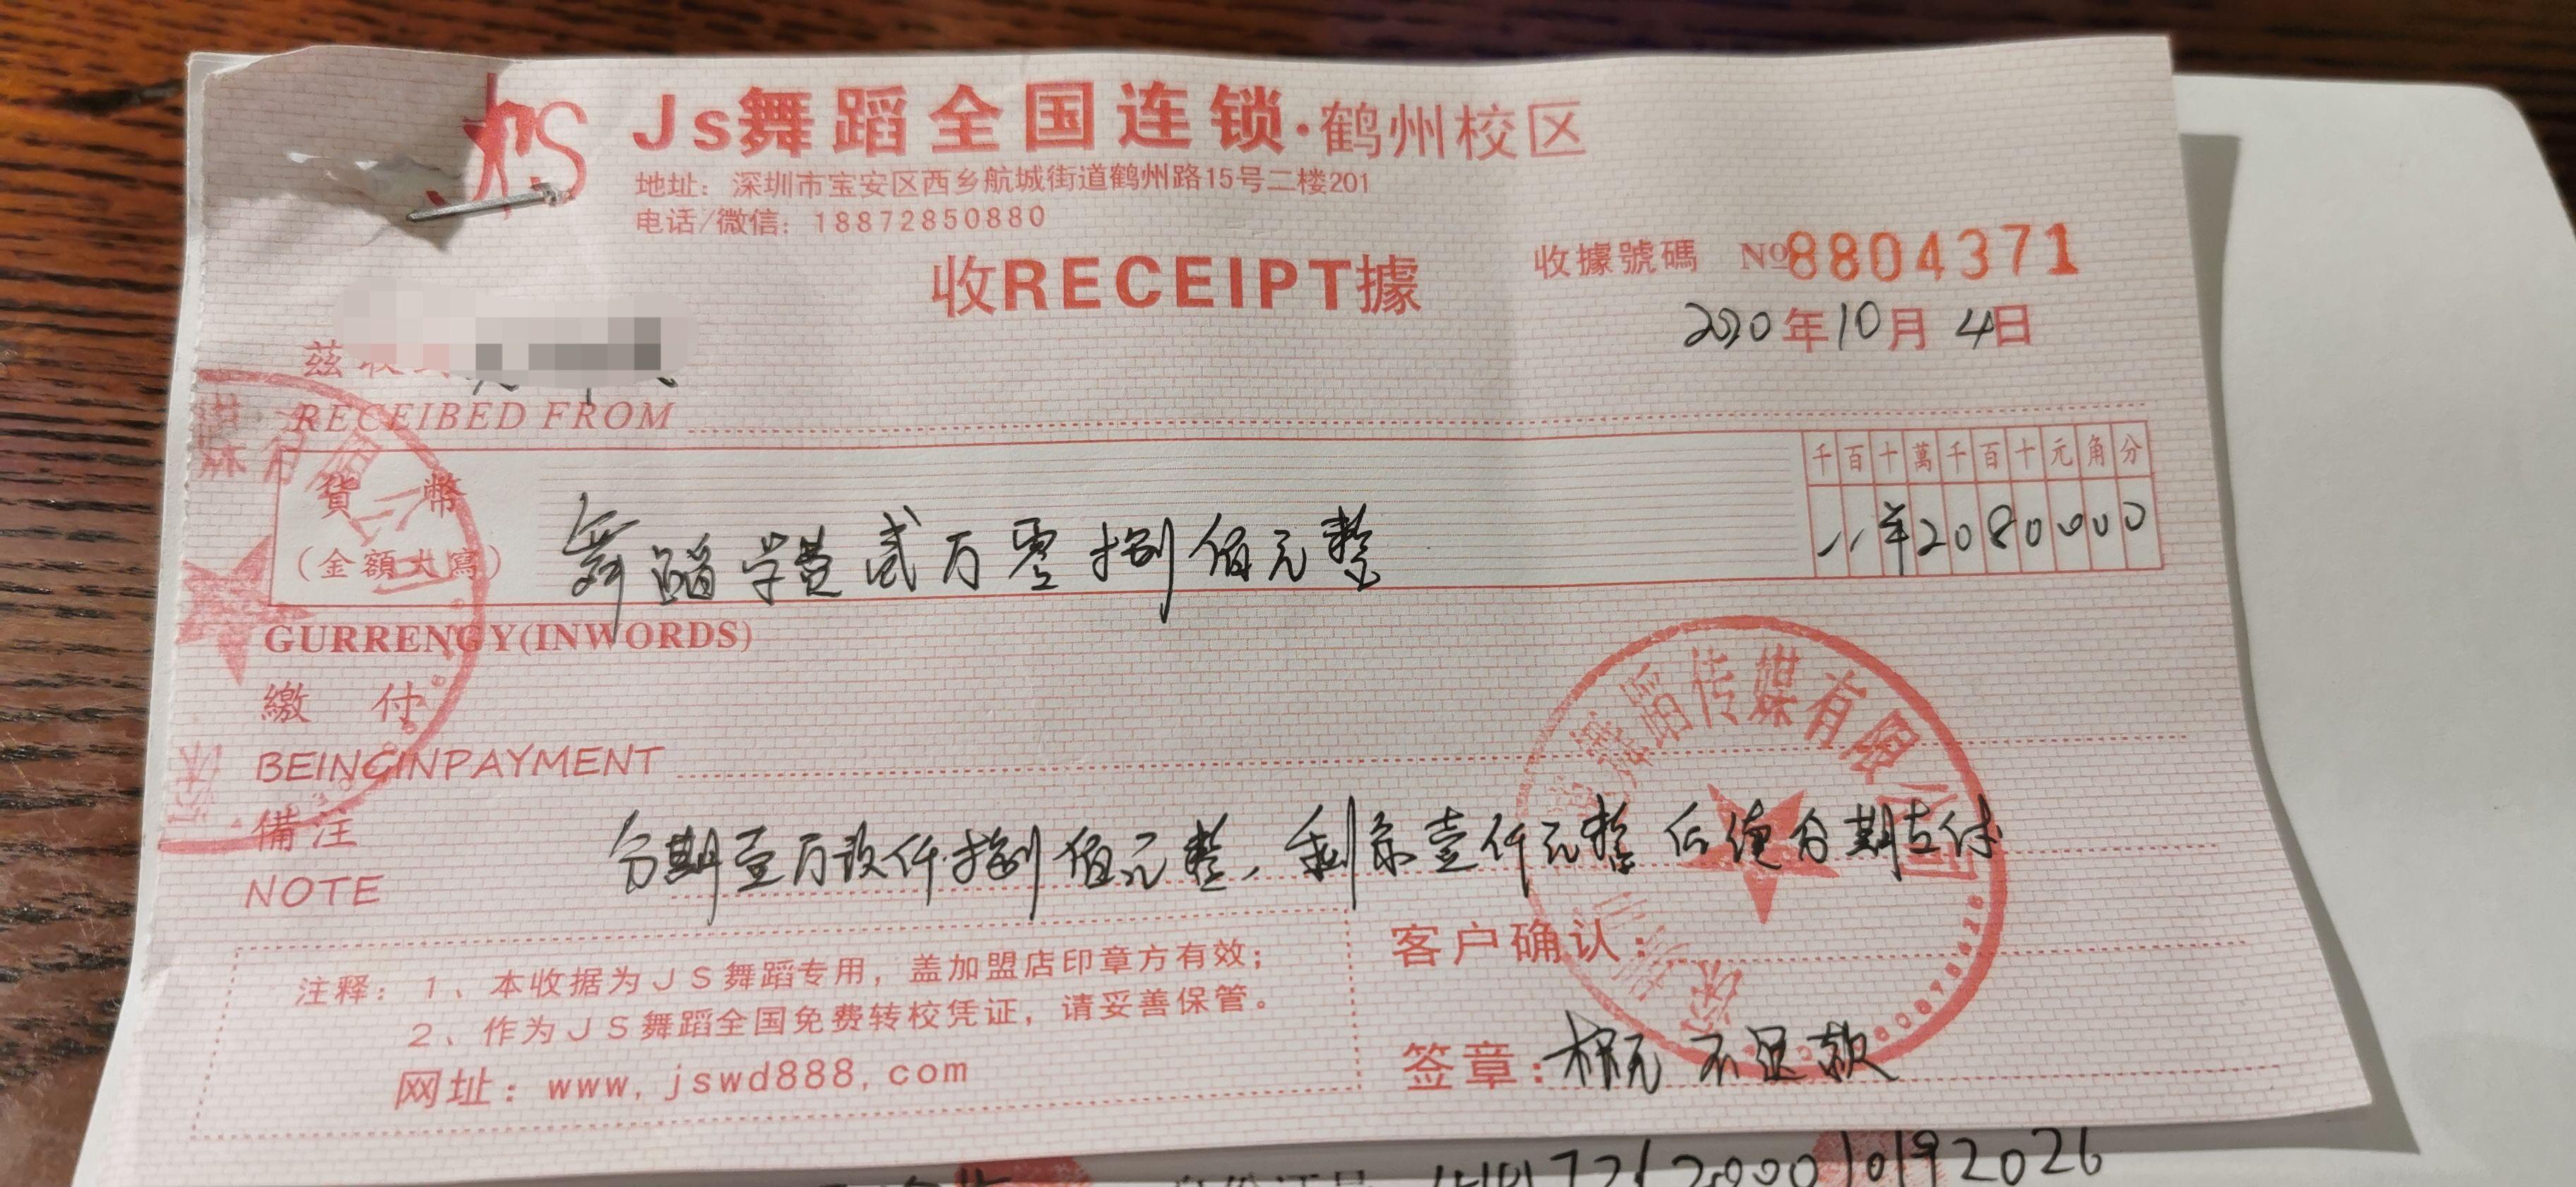 JS
Js舞蹈全国连锁·鹤州校区
地址：深圳市宝安区西乡航城街道鹤州路15号二楼201
电话/微信：18872850880
收RECEIPT據
收據號碼 №8804371
2020年10月4日
茲收
RECEIBED FROM
千百十萬千百十元角分
貨幣
(金額大寫)
舞蹈学费贰万零捌佰元整
2080000
GURRENGY(INWORDS)
繳付
BEINGINPAYMENT
備注
NOTE
分期壹万玖仟捌佰元整，剩余壹仟元整后续分期支付
舞蹈传媒有限公司
客户确认：
注释：1、本收据为JS舞蹈专用，盖加盟店印章方有效；
2、作为JS舞蹈全国免费转校凭证，请妥善保管。
网址：www,jswd888,com
签章：
不退款